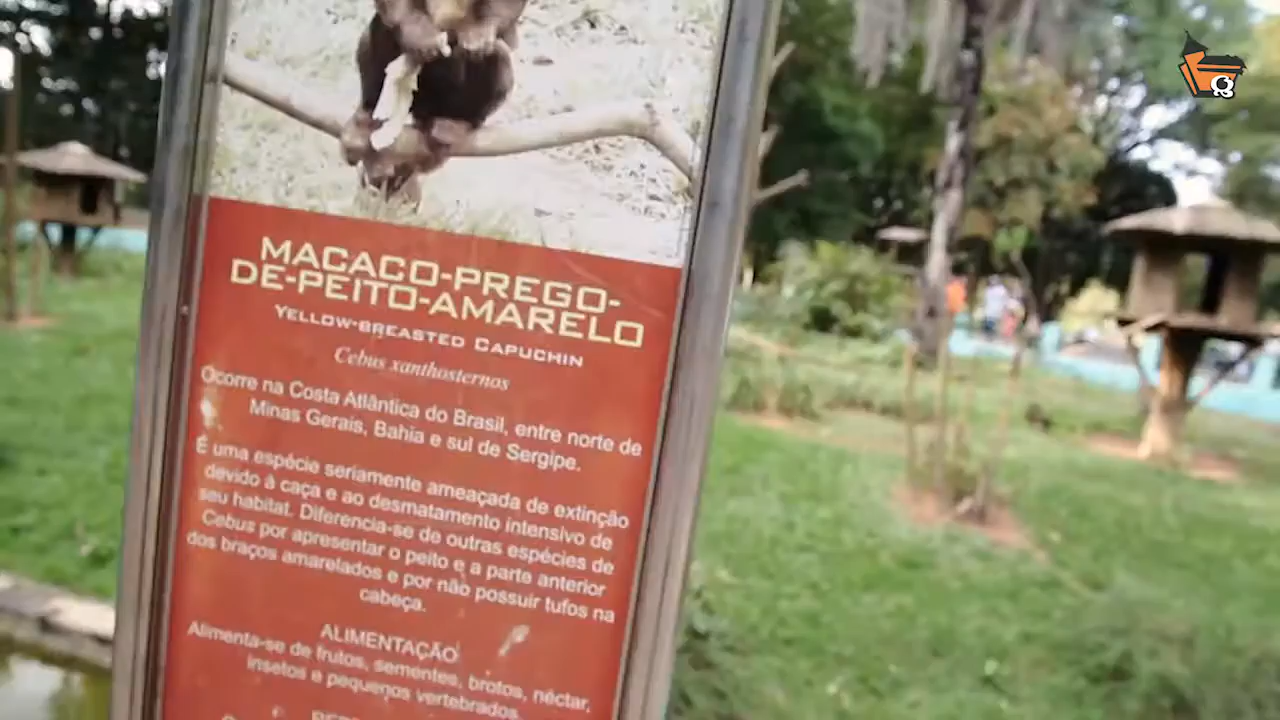 MACACO-PREGO-
DE-PEITO-AMARELO
YELLOW-BREASTED CAPUCHIN
Cebus xanthosternos
Ocorre na Costa Atlântica do Brasil, entre norte de
Minas Gerais, Bahia e sul de Sergipe.
É uma espécie seriamente ameaçada de extinção
devido à caça e ao desmatamento intensivo de
seu habitat. Diferencia-se de outras espécies de
Cebus por apresentar o peito e a parte anterior
dos braços amarelados e por não possuir tufos na
cabeça.
ALIMENTAÇÃO
Alimenta-se de frutos, sementes, brotos, néctar,
insetos e pequenos vertebrados.